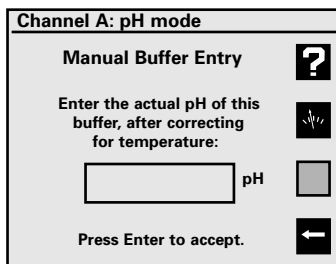 Channel A: pH mode
Manual Buffer Entry
?
Enter the actual pH of this
buffer, after correcting
for temperature:
pH
Press Enter to accept.